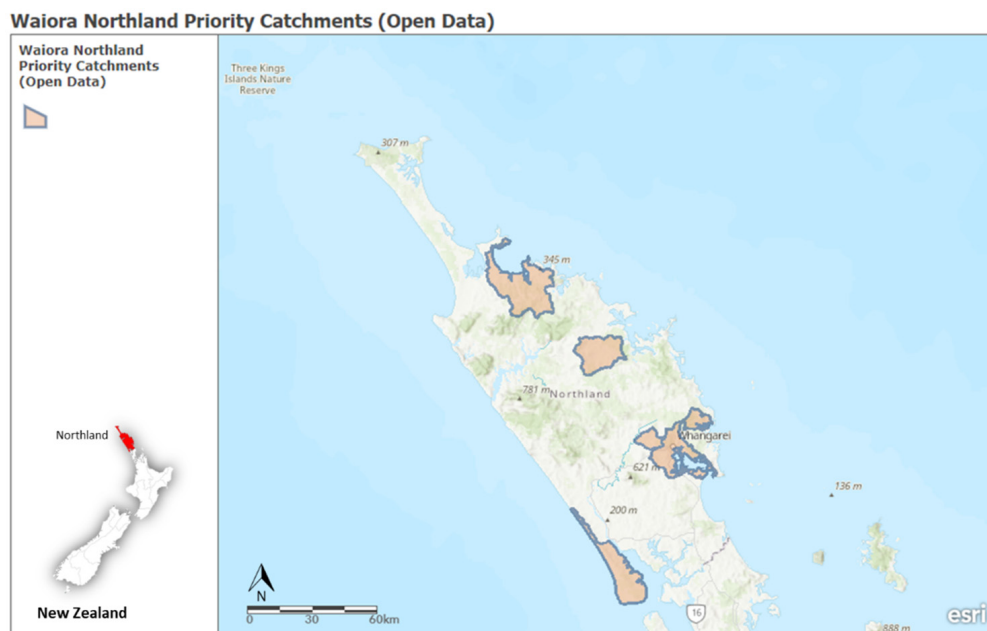 Waiora Northland Priority Catchments (Open Data)
Waiora Northland
Priority Catchments
(Open Data)
Three Kings
Islands Nature
Reserve
307 m
345 m
781 m
Northland
Whangarei
621 m
136 m
200 m
Northland
New Zealand
N
0 30 60km
16
888 m
esri